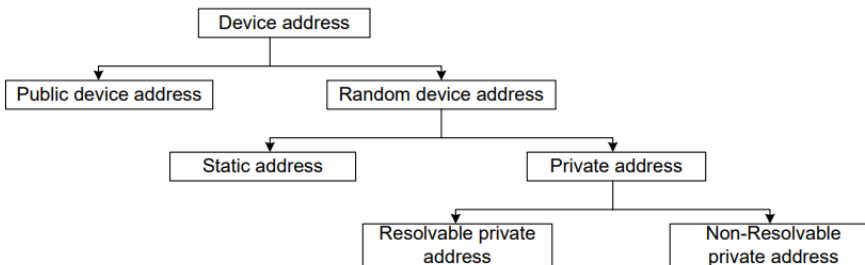 Device address
Public device address
Random device address
Static address
Private address
Resolvable private
address
Non-Resolvable
private address